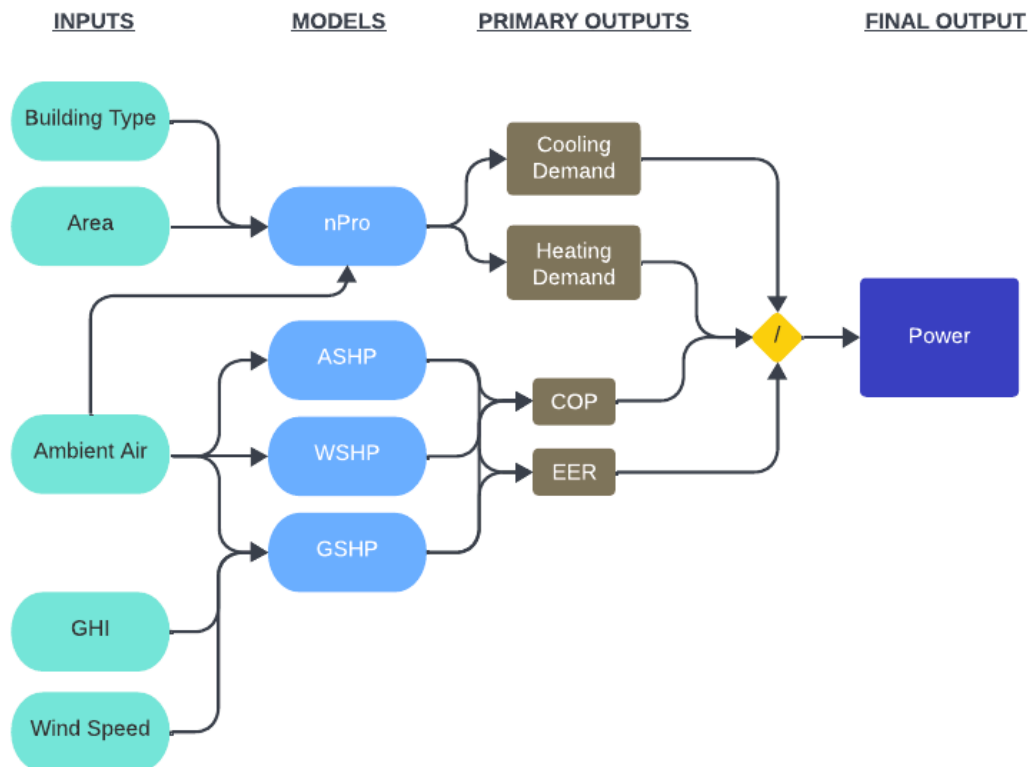 INPUTS
MODELS
PRIMARY OUTPUTS
FINAL OUTPUT
Building Type
Area
Ambient Air
GHI
Wind Speed
nPro
ASHP
WSHP
GSHP
Cooling
Demand
Heating
Demand
COP
EER
/
Power